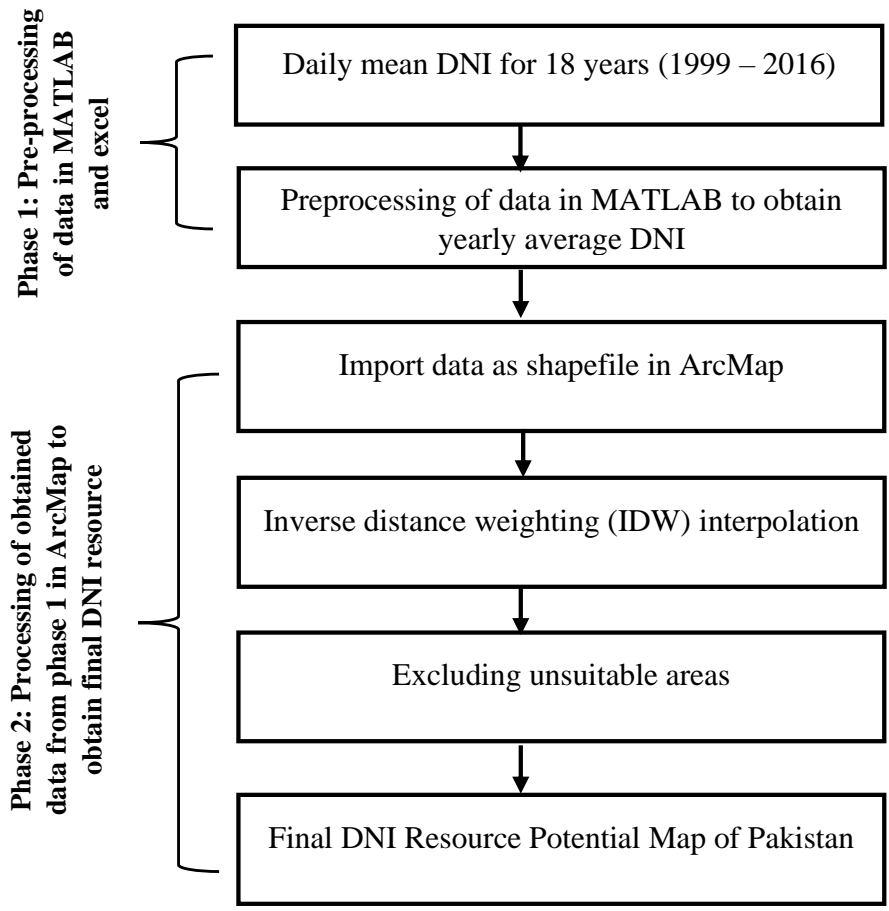 Phase 1: Pre-processing
of data in MATLAB
and excel
Daily mean DNI for 18 years (1999 – 2016)
Preprocessing of data in MATLAB to obtain
yearly average DNI
Phase 2: Processing of obtained
data from phase 1 in ArcMap to
obtain final DNI resource
Import data as shapefile in ArcMap
Inverse distance weighting (IDW) interpolation
Excluding unsuitable areas
Final DNI Resource Potential Map of Pakistan